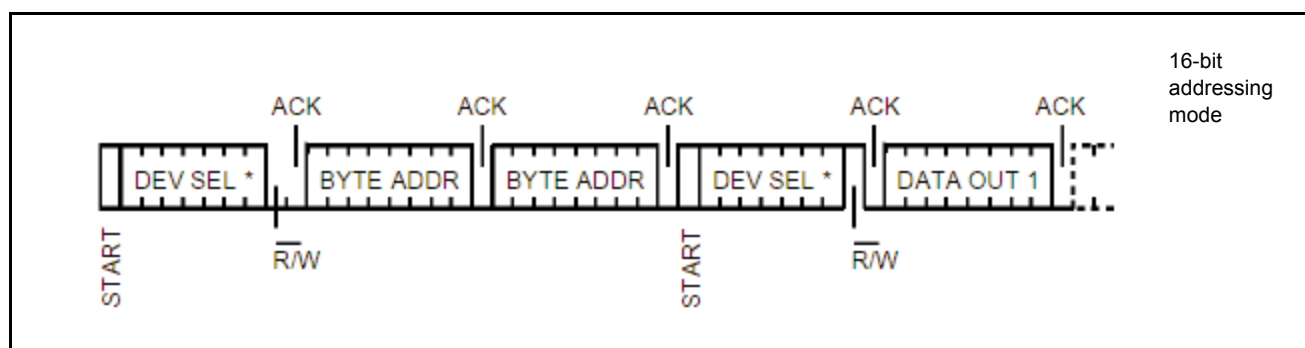 16-bit
addressing
mode
ACK ACK ACK ACK ACK
DEV SEL * BYTE ADDR BYTE ADDR DEV SEL * DATA OUT 1
START R/W START R/W